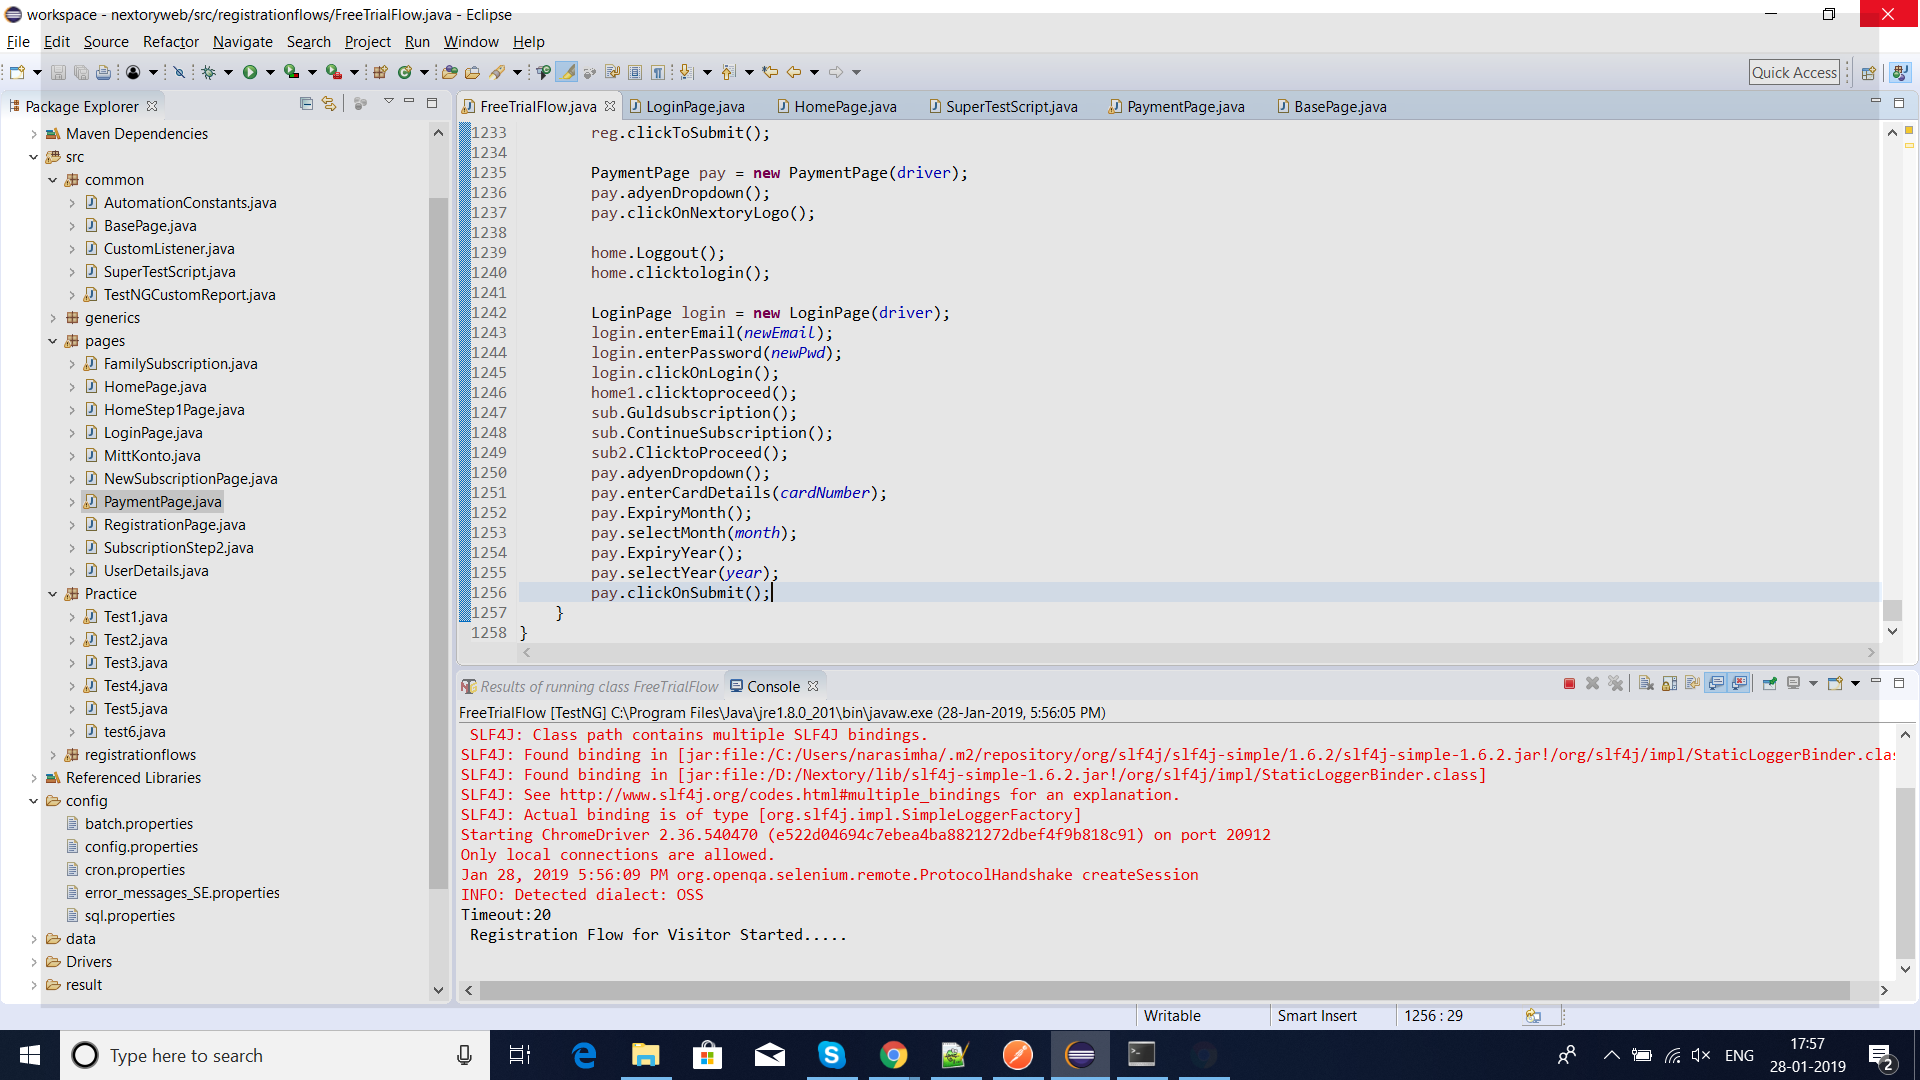 workspace - nextoryweb/src/registrationflows/FreeTrialFlow.java - Eclipse
File Edit Source Refactor Navigate Search Project Run Window Help
Quick Access
Package Explorer
Maven Dependencies
src
common
AutomationConstants.java
BasePage.java
CustomListener.java
SuperTestScript.java
TestNGCustomReport.java
generics
pages
FamilySubscription.java
HomePage.java
HomeStep1Page.java
LoginPage.java
MittKonto.java
NewSubscriptionPage.java
PaymentPage.java
RegistrationPage.java
SubscriptionStep2.java
UserDetails.java
Practice
Test1.java
Test2.java
Test3.java
Test4.java
Test5.java
test6.java
registrationflows
Referenced Libraries
config
batch.properties
config.properties
cron.properties
error_messages_SE.properties
sql.properties
data
Drivers
result
FreeTrialFlow.java LoginPage.java HomePage.java SuperTestScript.java PaymentPage.java BasePage.java
1233 reg.clickToSubmit();
1234
1235 PaymentPage pay = new PaymentPage(driver);
1236 pay.adyenDropdown();
1237 pay.clickOnNextoryLogo();
1238
1239 home.Loggout();
1240 home.clicktologin();
1241
1242 LoginPage login = new LoginPage(driver);
1243 login.enterEmail(newEmail);
1244 login.enterPassword(newPwd);
1245 login.clickOnLogin();
1246 home1.clicktoproceed();
1247 sub.Guldsubscription();
1248 sub.ContinueSubscription();
1249 sub2.ClicktoProceed();
1250 pay.adyenDropdown();
1251 pay.enterCardDetails(cardNumber);
1252 pay.ExpiryMonth();
1253 pay.selectMonth(month);
1254 pay.ExpiryYear();
1255 pay.selectYear(year);
1256 pay.clickOnSubmit();
1257 }
1258 }
Results of running class FreeTrialFlow Console
FreeTrialFlow [TestNG] C:\Program Files\Java\jre1.8.0_201\bin\javaw.exe (28-Jan-2019, 5:56:05 PM)
SLF4J: Class path contains multiple SLF4J bindings.
SLF4J: Found binding in [jar:file:/C:/Users/narasimha/.m2/repository/org/slf4j/slf4j-simple/1.6.2/slf4j-simple-1.6.2.jar!/org/slf4j/impl/StaticLoggerBinder.clas
SLF4J: Found binding in [jar:file:/D:/Nextory/lib/slf4j-simple-1.6.2.jar!/org/slf4j/impl/StaticLoggerBinder.class]
SLF4J: See http://www.slf4j.org/codes.html#multiple_bindings for an explanation.
SLF4J: Actual binding is of type [org.slf4j.impl.SimpleLoggerFactory]
Starting ChromeDriver 2.36.540470 (e522d04694c7ebea4ba8821272dbef4f9b818c91) on port 20912
Only local connections are allowed.
Jan 28, 2019 5:56:09 PM org.openqa.selenium.remote.ProtocolHandshake createSession
INFO: Detected dialect: OSS
Timeout:20
Registration Flow for Visitor Started.....
Writable Smart Insert 1256 : 29
Type here to search
ENG
17:57
28-01-2019
2